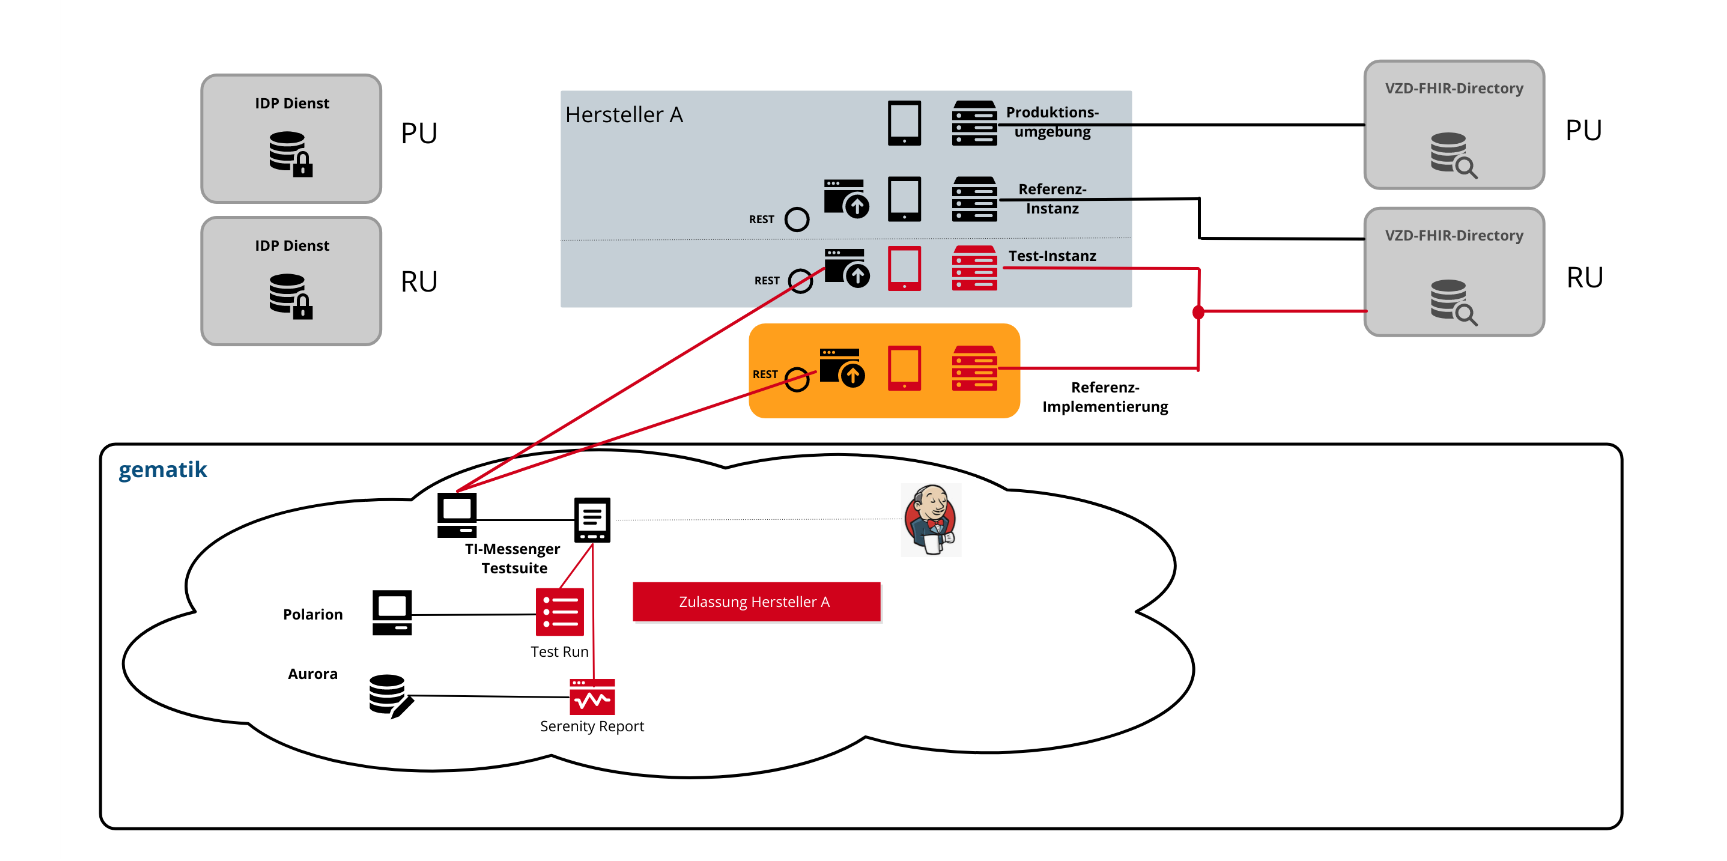 IDP Dienst
PU
IDP Dienst
RU
Hersteller A
Produktions-
umgebung
Referenz-
Instanz
REST
Test-Instanz
REST
REST
Referenz-
Implementierung
VZD-FHIR-Directory
PU
VZD-FHIR-Directory
RU
gematik
TI-Messenger
Testsuite
Polarion
Zulassung Hersteller A
Test Run
Aurora
Serenity Report